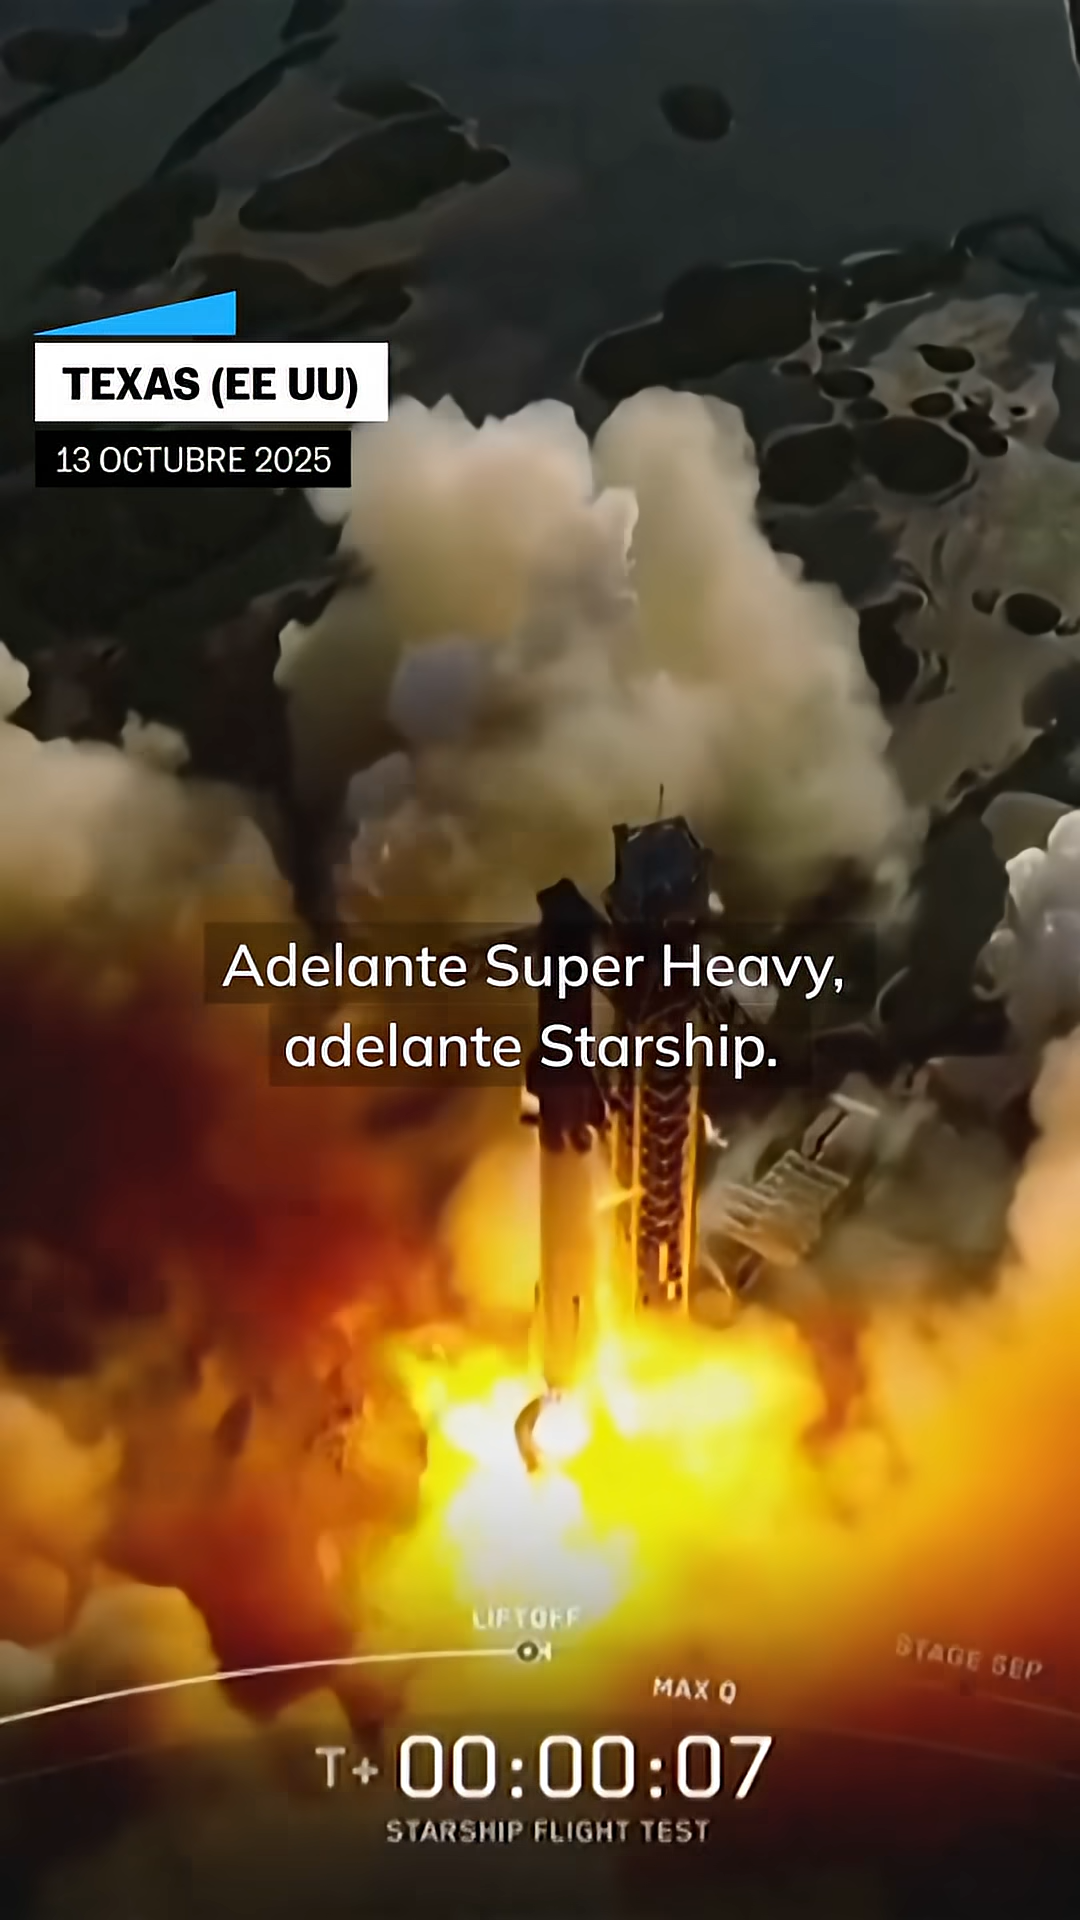 TEXAS (EE UU)
13 OCTUBRE 2025
Adelante Super Heavy,
adelante Starship.
LIFTOFF
STAGE SEP
MAX Q
T+ 00:00:07
STARSHIP FLIGHT TEST